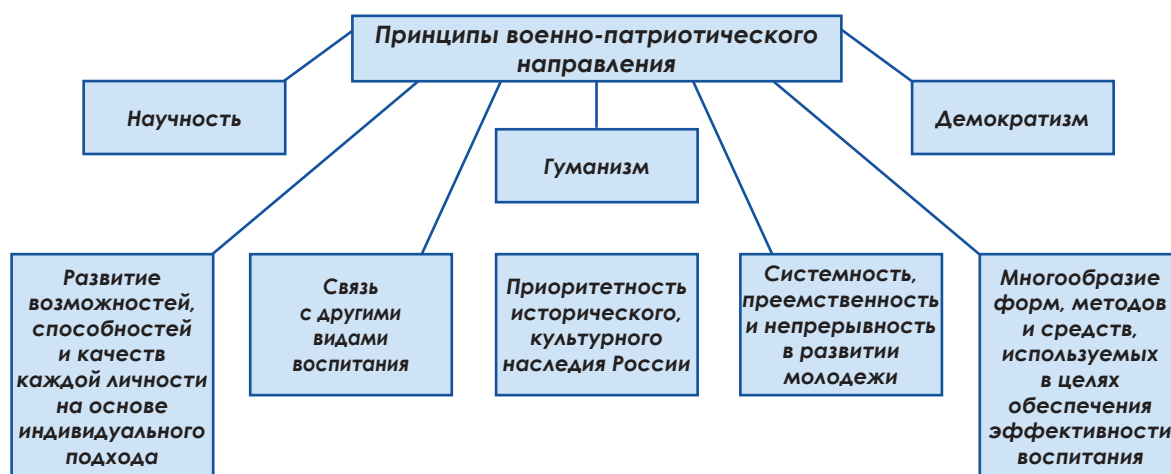 Принципы военно-патриотического
направления
Научность
Гуманизм
Демократизм
Развитие
возможностей,
способностей
и качеств
каждой личности
на основе
индивидуального
подхода
Связь
с другими
видами
воспитания
Приоритетность
исторического,
культурного
наследия России
Системность,
преемственность
и непрерывность
в развитии
молодежи
Многообразие
форм, методов
и средств,
используемых
в целях
обеспечения
эффективности
воспитания